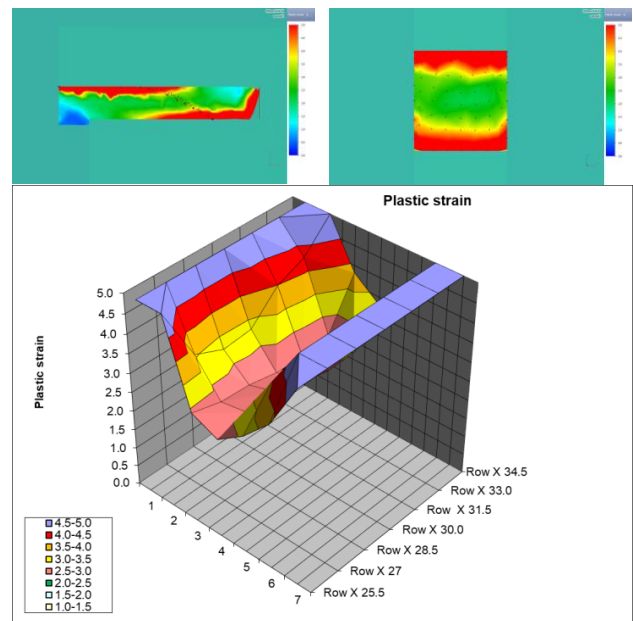 Plastic strain
5.0
4.5
4.0
3.5
3.0
2.5
2.0
1.5
1.0
0.5
0.0
Plastic strain
1
2
3
4
5
6
7
Row X 34.5
Row X 33.0
Row X 31.5
Row X 30.0
Row X 28.5
Row X 27
Row X 25.5
4.5-5.0
4.0-4.5
3.5-4.0
3.0-3.5
2.5-3.0
2.0-2.5
1.5-2.0
1.0-1.5